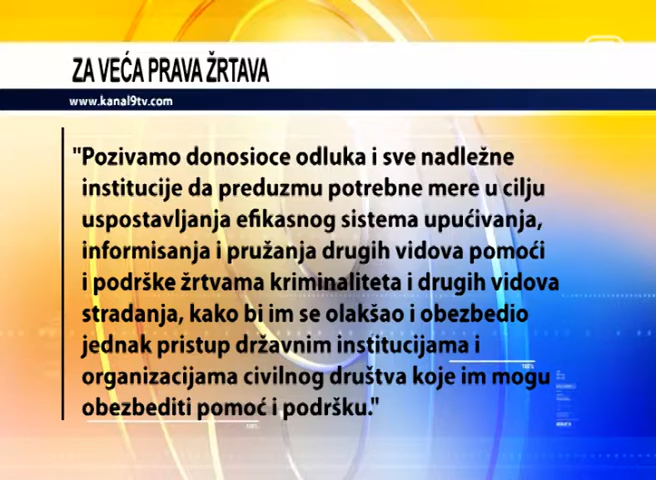 ZA VEĆA PRAVA ŽRTAVA
www.kanal9tv.com
"Pozivamo donosioce odluka i sve nadležne
institucije da preduzmu potrebne mere u cilju
uspostavljanja efikasnog sistema upućivanja,
informisanja i pružanja drugih vidova pomoći
i podrške žrtvama kriminaliteta i drugih vidova
stradanja, kako bi im se olakšao i obezbedio
jednak pristup državnim institucijama i
organizacijama civilnog društva koje im mogu
obezbediti pomoć i podršku."